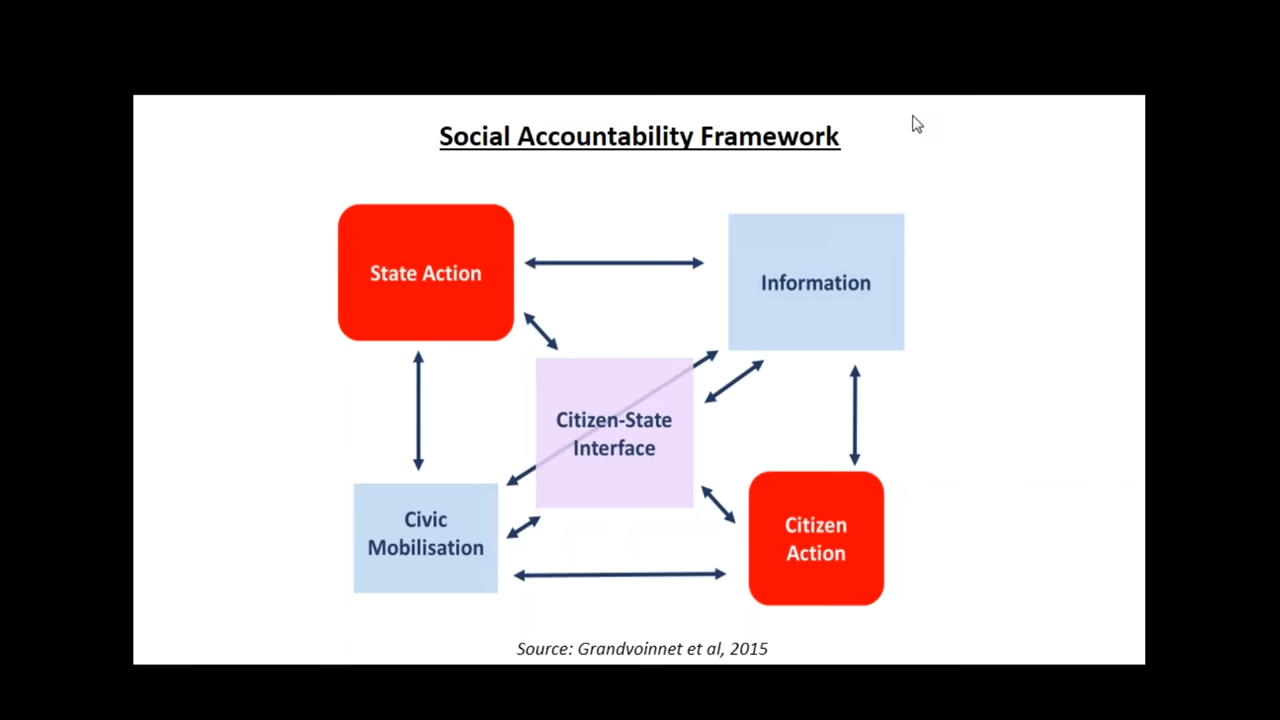 Social Accountability Framework
State Action
Information
Citizen-State
Interface
Civic
Mobilisation
Citizen
Action
Source: Grandvoinnet et al, 2015